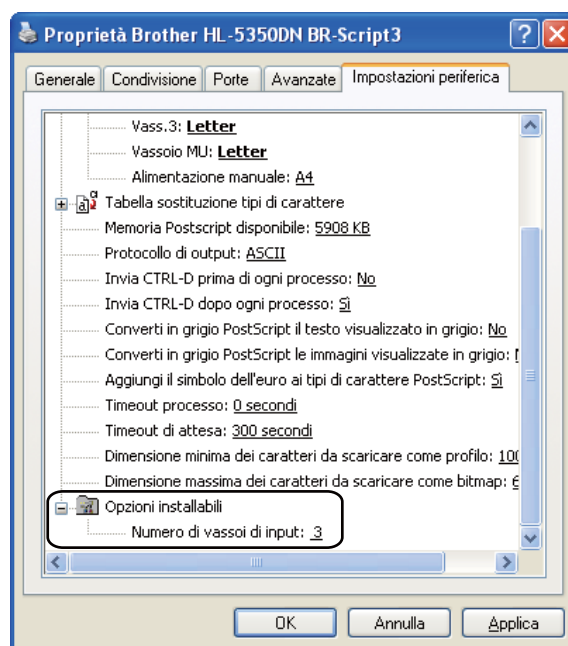 Proprietà Brother HL-5350DN BR-Script3
Generale Condivisione Porte Avanzate Impostazioni periferica
Vass.3: Letter
Vassoio MU: Letter
Alimentazione manuale: A4
Tabella sostituzione tipi di carattere
Memoria Postscript disponibile: 5908 KB
Protocollo di output: ASCII
Invia CTRL-D prima di ogni processo: No
Invia CTRL-D dopo ogni processo: Sì
Converti in grigio PostScript il testo visualizzato in grigio: No
Converti in grigio PostScript le immagini visualizzate in grigio:
Aggiungi il simbolo dell'euro ai tipi di carattere PostScript: Sì
Timeout processo: 0 secondi
Timeout di attesa: 300 secondi
Dimensione minima dei caratteri da scaricare come profilo:
Dimensione massima dei caratteri da scaricare come bitmap:
Opzioni installabili
Numero di vassoi di input: 3
OK Annulla Applica